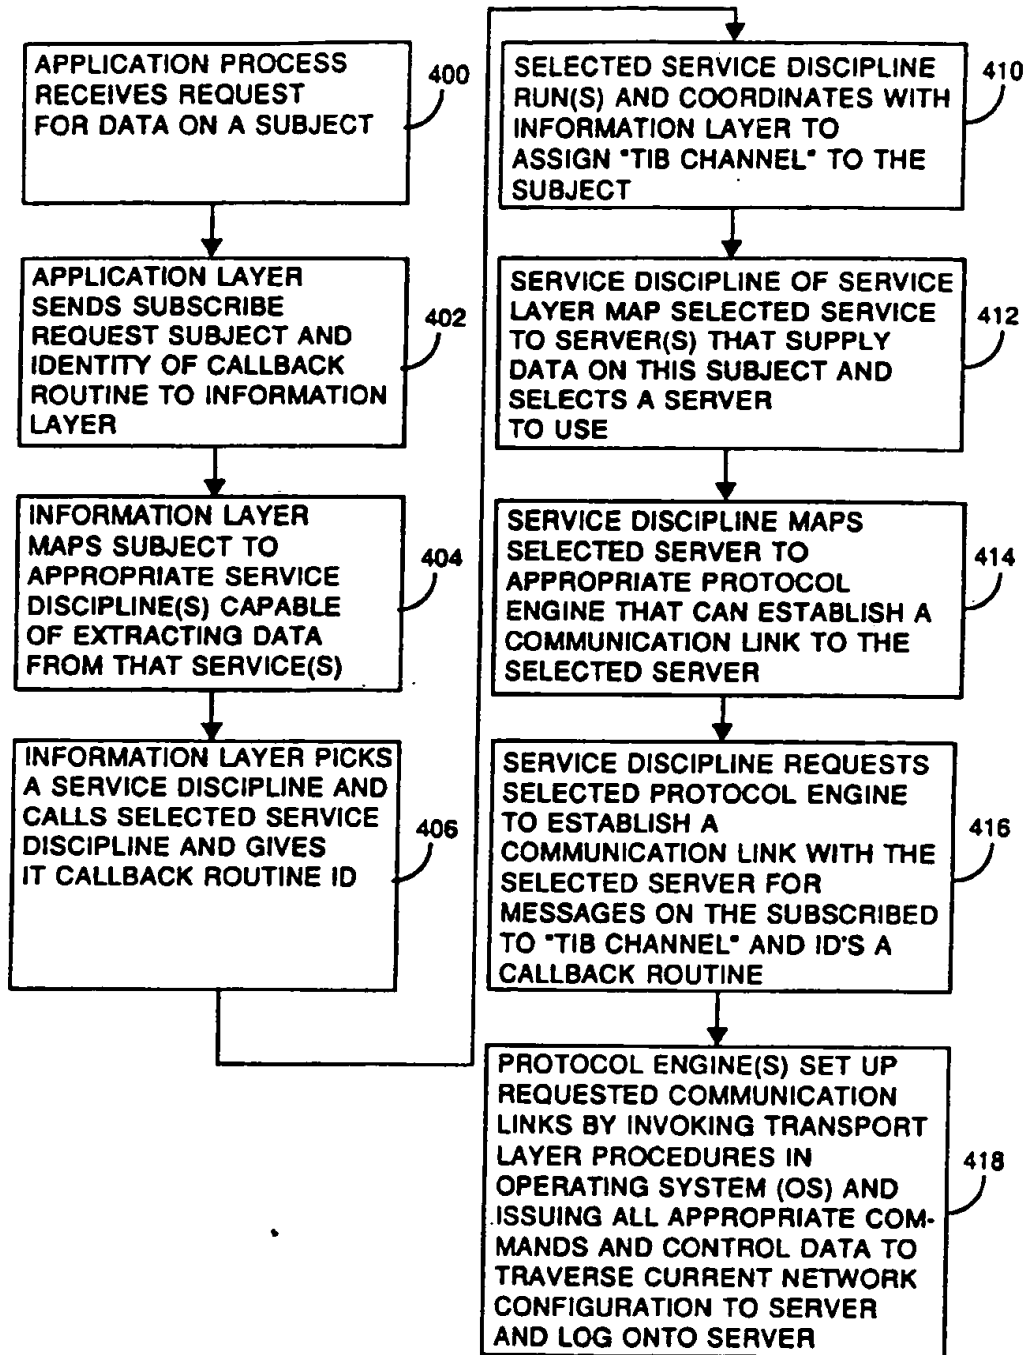 APPLICATION PROCESS
RECEIVES REQUEST
FOR DATA ON A SUBJECT
400
APPLICATION LAYER
SENDS SUBSCRIBE
REQUEST SUBJECT AND
IDENTITY OF CALLBACK
ROUTINE TO INFORMATION
LAYER
402
INFORMATION LAYER
MAPS SUBJECT TO
APPROPRIATE SERVICE
DISCIPLINE(S) CAPABLE
OF EXTRACTING DATA
FROM THAT SERVICE(S)
404
INFORMATION LAYER PICKS
A SERVICE DISCIPLINE AND
CALLS SELECTED SERVICE
DISCIPLINE AND GIVES
IT CALLBACK ROUTINE ID
406
SELECTED SERVICE DISCIPLINE
RUN(S) AND COORDINATES WITH
INFORMATION LAYER TO
ASSIGN "TIB CHANNEL" TO THE
SUBJECT
410
SERVICE DISCIPLINE OF SERVICE
LAYER MAP SELECTED SERVICE
TO SERVER(S) THAT SUPPLY
DATA ON THIS SUBJECT AND
SELECTS A SERVER
TO USE
412
SERVICE DISCIPLINE MAPS
SELECTED SERVER TO
APPROPRIATE PROTOCOL
ENGINE THAT CAN ESTABLISH A
COMMUNICATION LINK TO THE
SELECTED SERVER
414
SERVICE DISCIPLINE REQUESTS
SELECTED PROTOCOL ENGINE
TO ESTABLISH A
COMMUNICATION LINK WITH THE
SELECTED SERVER FOR
MESSAGES ON THE SUBSCRIBED
TO "TIB CHANNEL" AND ID'S A
CALLBACK ROUTINE
416
PROTOCOL ENGINE(S) SET UP
REQUESTED COMMUNICATION
LINKS BY INVOKING TRANSPORT
LAYER PROCEDURES IN
OPERATING SYSTEM (OS) AND
ISSUING ALL APPROPRIATE COM-
MANDS AND CONTROL DATA TO
TRAVERSE CURRENT NETWORK
CONFIGURATION TO SERVER
AND LOG ONTO SERVER
418